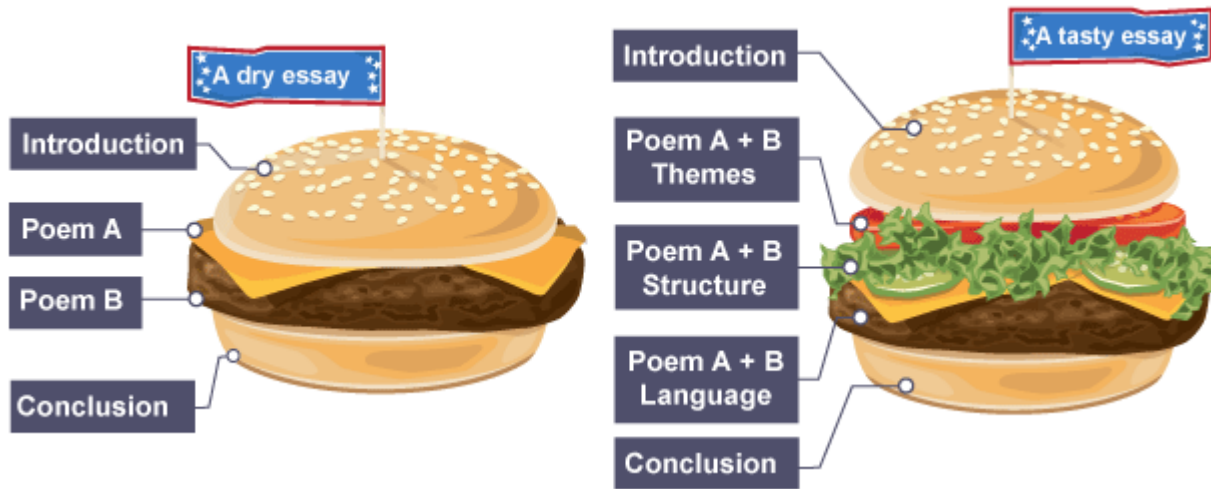 A dry essay
Introduction
Poem A
Poem B
Conclusion
A tasty essay
Introduction
Poem A + B
Themes
Poem A + B
Structure
Poem A + B
Language
Conclusion